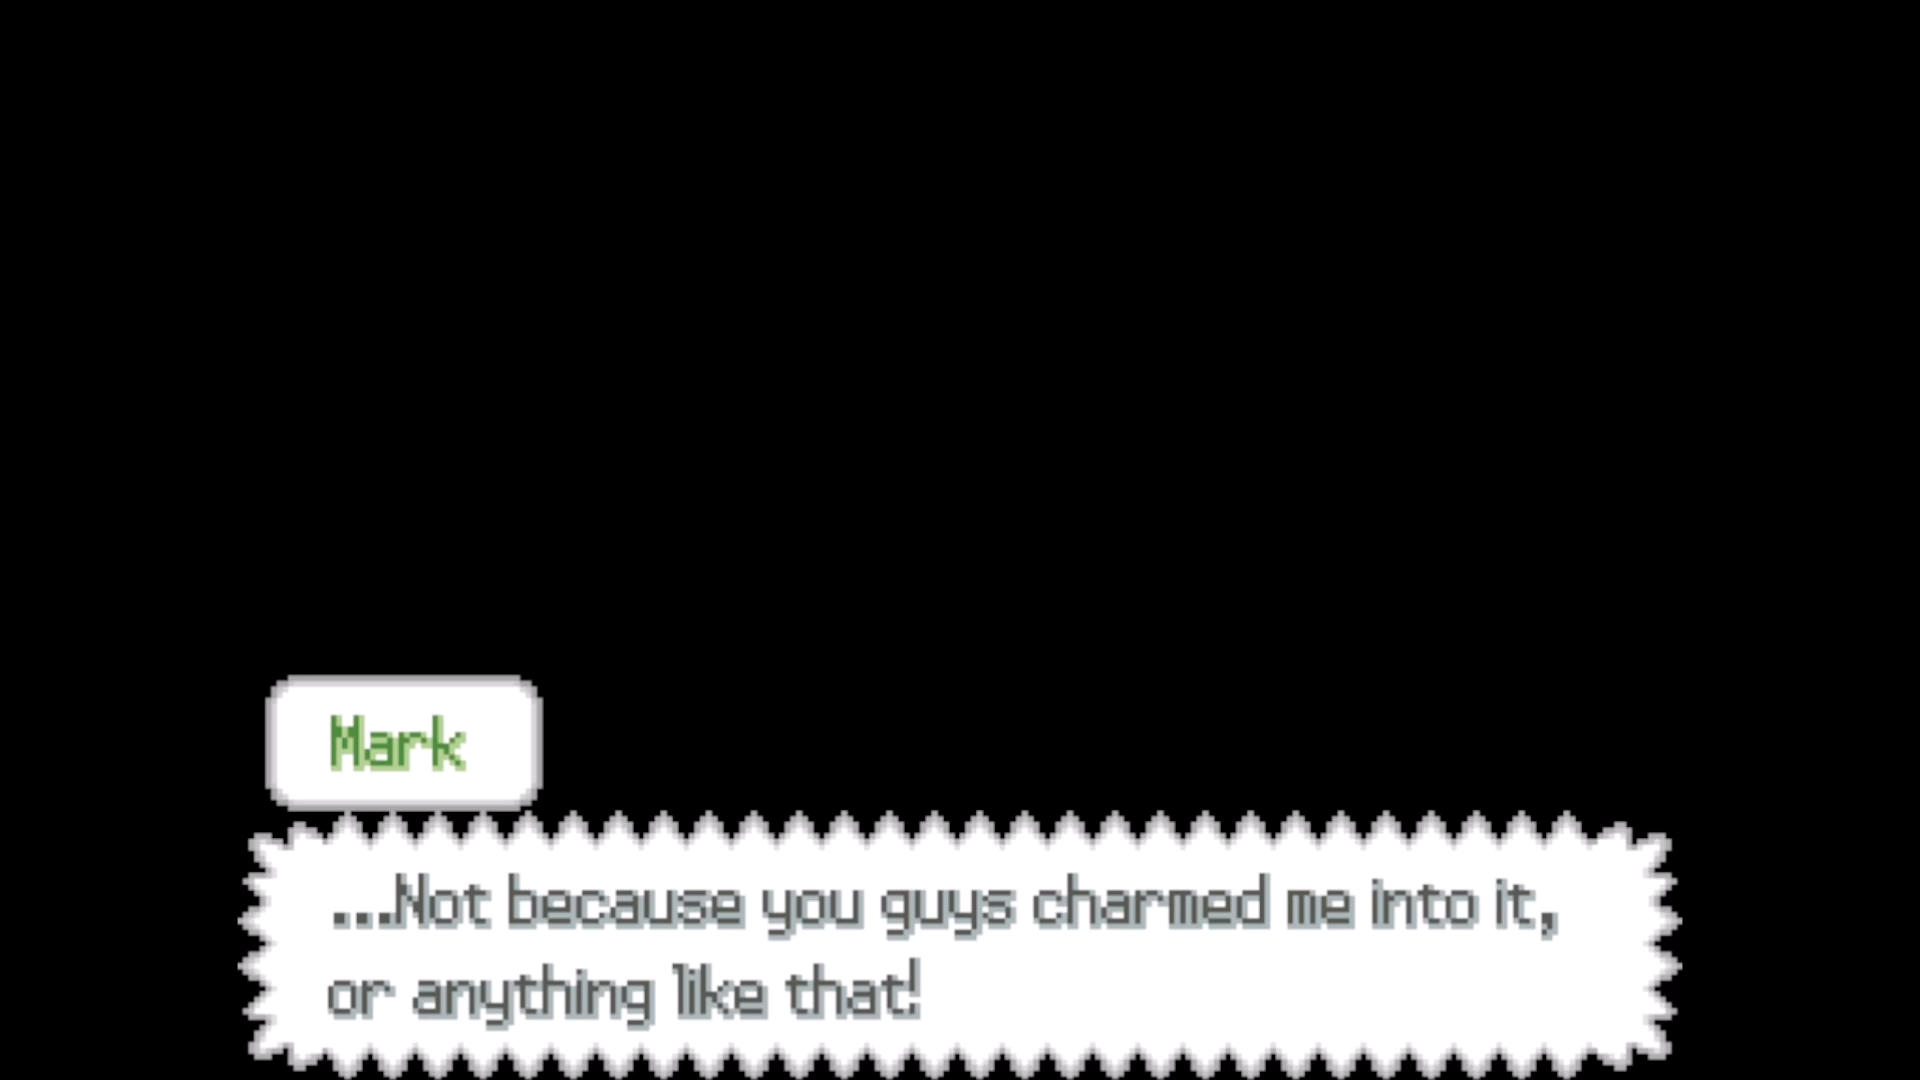 Mark
...Not because you guys charmed me into it,
or anything like that!